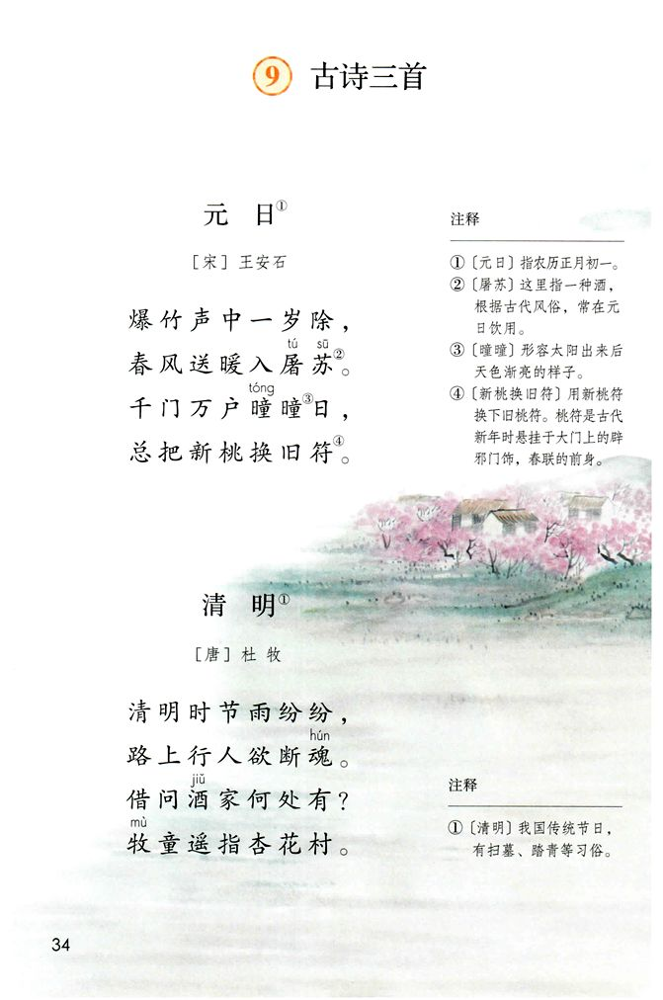 9 古诗三首
元 日①
［宋］王安石
爆竹声中一岁除，
tú sū
春风送暖入屠苏②。
tóng
千门万户曈曈③日，
总把新桃换旧符④。
注释
①〔元日〕指农历正月初一。
②〔屠苏〕这里指一种酒，
根据古代风俗，常在元
日饮用。
③〔曈曈〕形容太阳出来后
天色渐亮的样子。
④〔新桃换旧符〕用新桃符
换下旧桃符。桃符是古代
新年时悬挂于大门上的辟
邪门饰，春联的前身。
清 明①
［唐］杜 牧
清明时节雨纷纷，
hún
路上行人欲断魂。
jiǔ
借问酒家何处有？
mù
牧童遥指杏花村。
注释
①〔清明〕我国传统节日，
有扫墓、踏青等习俗。
34